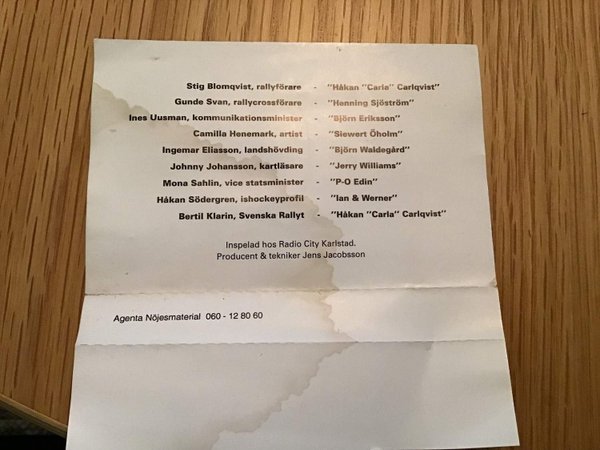 Stig Blomqvist, rallyförare - "Håkan "Carla" Carlqvist"
Gunde Svan, rallycrossförare - "Henning Sjöström"
Ines Uusman, kommunikationsminister - "Björn Eriksson"
Camilla Henemark, artist - "Siewert Öholm"
Ingemar Eliasson, landshövding - "Björn Waldegård"
Johnny Johansson, kartläsare - "Jerry Williams"
Mona Sahlin, vice statsminister - "P-O Edin"
Håkan Södergren, ishockeyprofil - "Ian & Werner"
Bertil Klarin, Svenska Rallyt - "Håkan "Carla" Carlqvist"
Inspelad hos Radio City Karlstad.
Producent & tekniker Jens Jacobsson
Agenta Nöjesmaterial 060 - 12 80 60